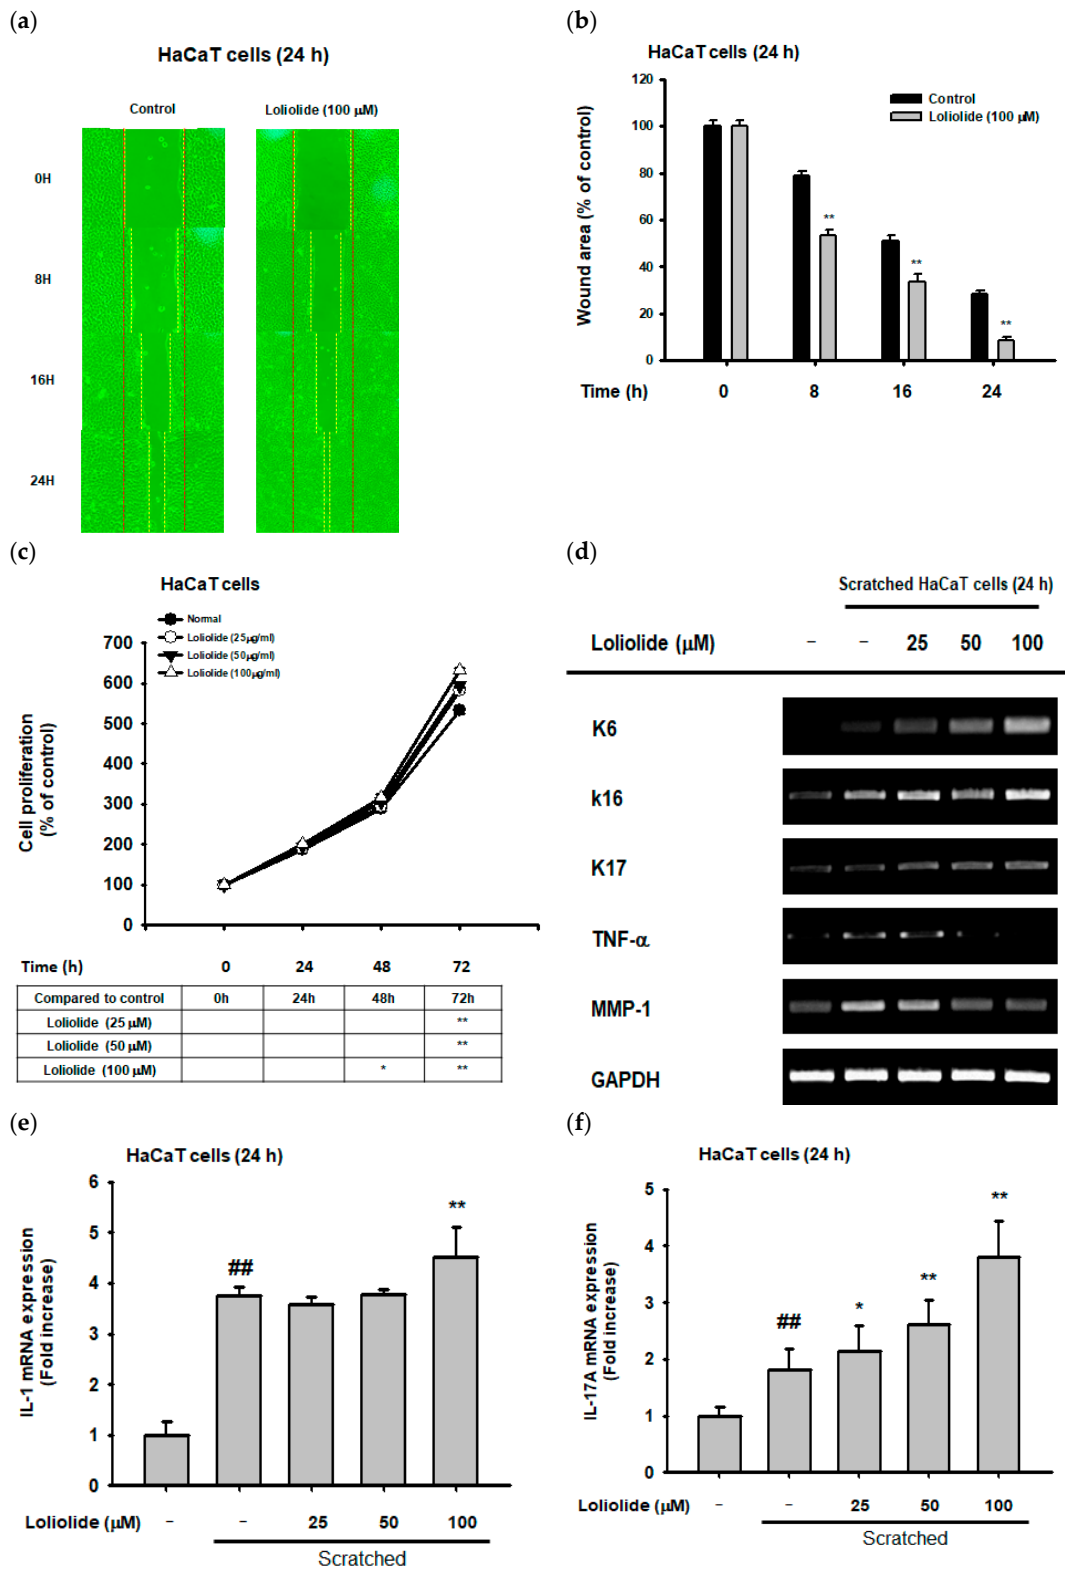 (a)
HaCaT cells (24 h)
Control Loliolide (100 µM)
0H
8H
16H
24H
(b)
HaCaT cells (24 h)
Control
Loliolide (100 µM)
Wound area (% of control)
120
100
80
60
40
20
0
**
**
**
Time (h) 0 8 16 24
(c)
HaCaT cells
Normal
Loliolide (25µg/ml)
Loliolide (50µg/ml)
Loliolide (100µg/ml)
Cell proliferation
(% of control)
700
600
500
400
300
200
100
0
Time (h) 0 24 48 72
Compared to control 0h 24h 48h 72h
Loliolide (25 µM) **
Loliolide (50 µM) **
Loliolide (100 µM) * **
(d)
Scratched HaCaT cells (24 h)
Loliolide (µM) – – 25 50 100
K6
k16
K17
TNF-α
MMP-1
GAPDH
(e)
HaCaT cells (24 h)
IL-1 mRNA expression
(Fold increase)
6
5
4
3
2
1
0
##
**
Loliolide (µM) – – 25 50 100
Scratched
(f)
HaCaT cells (24 h)
IL-17A mRNA expression
(Fold increase)
5
4
3
2
1
0
##
*
**
**
Loliolide (µM) – – 25 50 100
Scratched